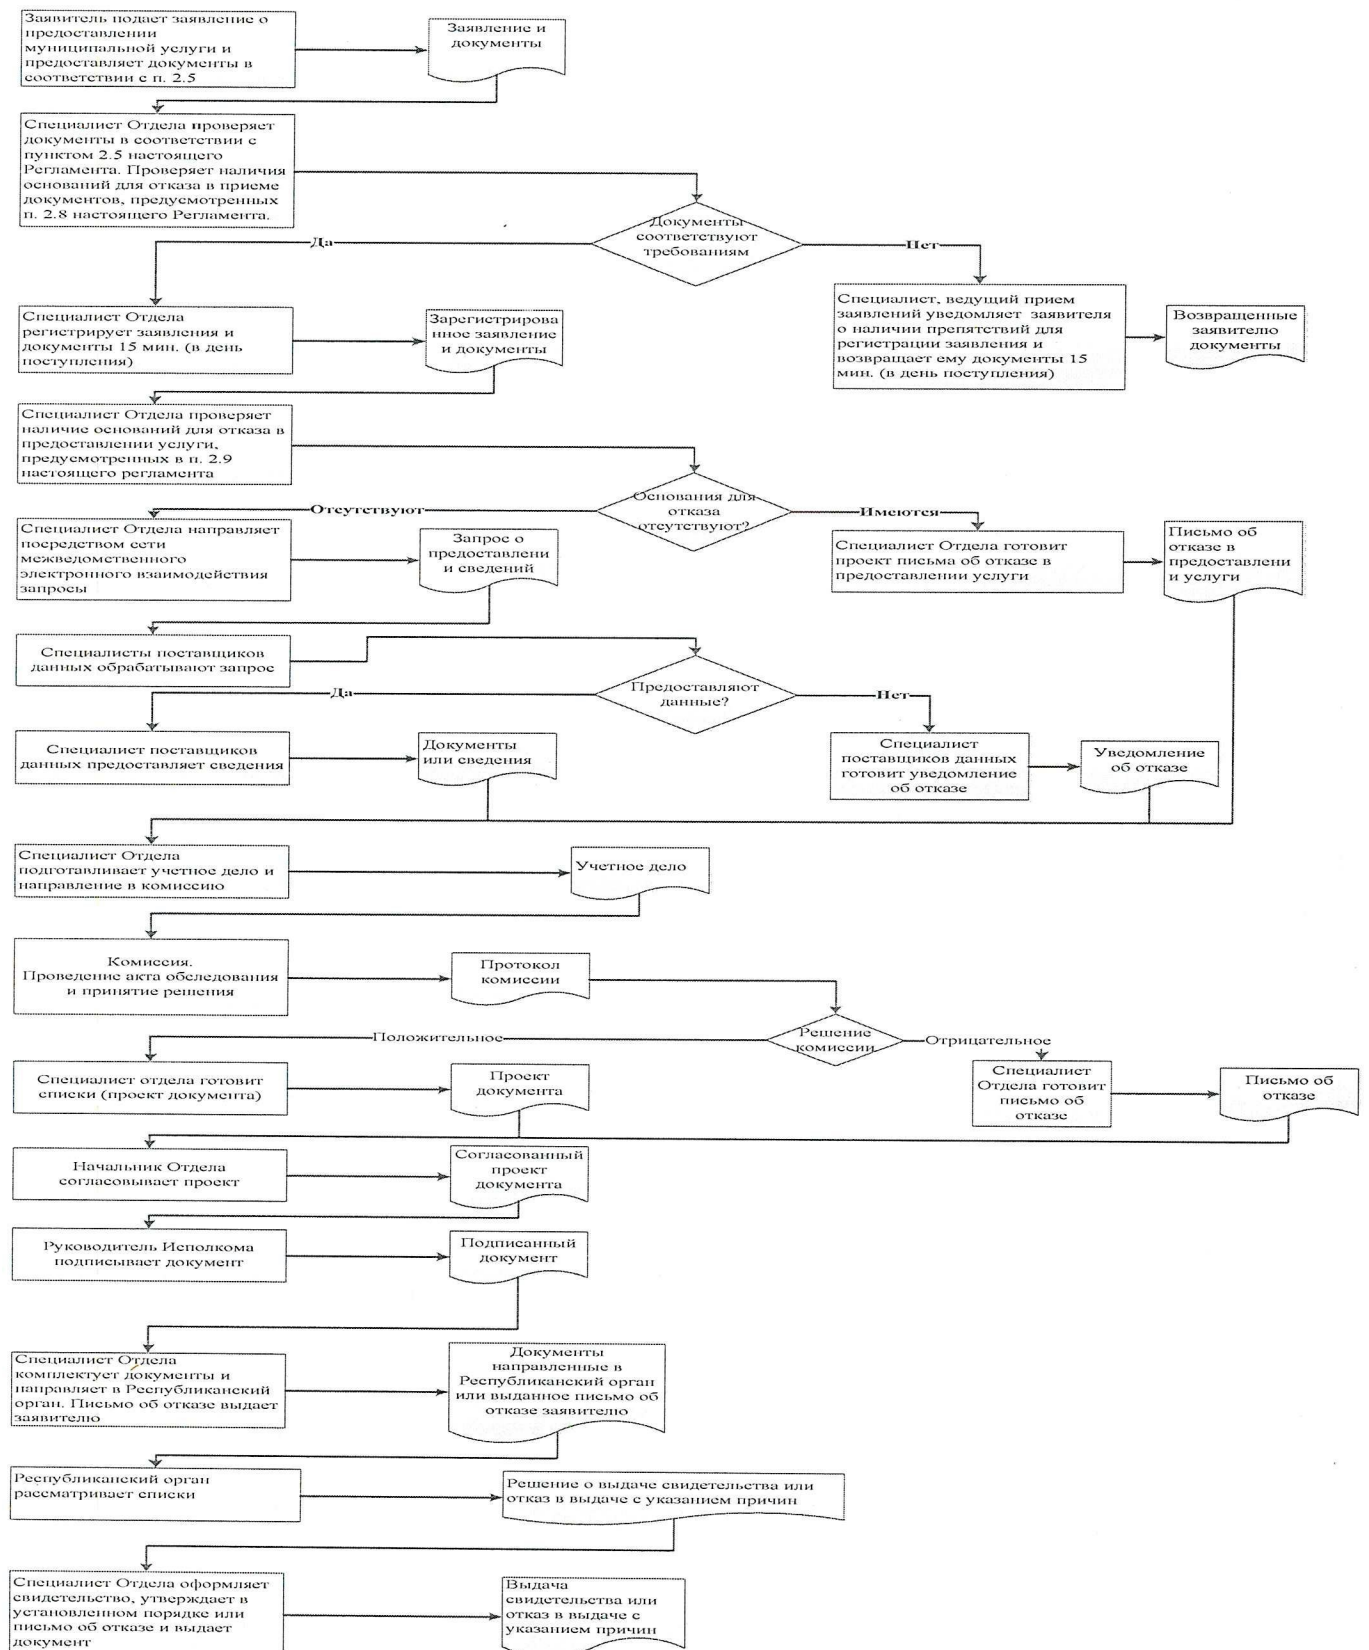 Заявитель подает заявление о
предоставлении
муниципальной услуги и
предоставляет документы в
соответствии с п. 2.5
Заявление и
документы
Специалист Отдела проверяет
документы в соответствии с
пунктом 2.5 настоящего
Регламента. Проверяет наличия
оснований для отказа в приеме
документов, предусмотренных
п. 2.8 настоящего Регламента.
Документы
соответствуют
требованиям
Да
Нет
Специалист Отдела
регистрирует заявления и
документы 15 мин. (в день
поступления)
Зарегистрирова
нное заявление
и документы
Специалист, ведущий прием
заявлений уведомляет заявителя
о наличии препятствий для
регистрации заявления и
возвращает ему документы 15
мин. (в день поступления)
Возвращенные
заявителю
документы
Специалист Отдела проверяет
наличие оснований для отказа в
предоставлении услуги,
предусмотренных в п. 2.9
настоящего регламента
Основания для
отказа
отсутствуют?
Отсутствуют
Имеются
Специалист Отдела направляет
посредством сети
межведомственного
электронного взаимодействия
запросы
Запрос о
предоставлени
и сведений
Специалист Отдела готовит
проект письма об отказе в
предоставлении услуги
Письмо об
отказе в
предоставлени
и услуги
Специалисты поставщиков
данных обрабатывают запрос
Предоставляют
данные?
Да
Нет
Специалист поставщиков
данных предоставляет сведения
Документы
или сведения
Специалист
поставщиков данных
готовит уведомление
об отказе
Уведомление
об отказе
Специалист Отдела
подготавливает учетное дело и
направление в комиссию
Учетное дело
Комиссия.
Проведение акта обследования
и принятие решения
Протокол
комиссии
Решение
комиссии
Положительное
Отрицательное
Специалист отдела готовит
списки (проект документа)
Проект
документа
Специалист
Отдела готовит
письмо об
отказе
Письмо об
отказе
Начальник Отдела
согласовывает проект
Согласованный
проект
документа
Руководитель Исполкома
подписывает документ
Подписанный
документ
Специалист Отдела
комплектует документы и
направляет в Республиканский
орган. Письмо об отказе выдает
заявителю
Документы
направленные в
Республиканский орган
или выданное письмо об
отказе заявителю
Республиканский орган
рассматривает списки
Решение о выдаче свидетельства или
отказ в выдаче с указанием причин
Специалист Отдела оформляет
свидетельство, утверждает в
установленном порядке или
письмо об отказе и выдает
документ
Выдача
свидетельства или
отказ в выдаче с
указанием причин